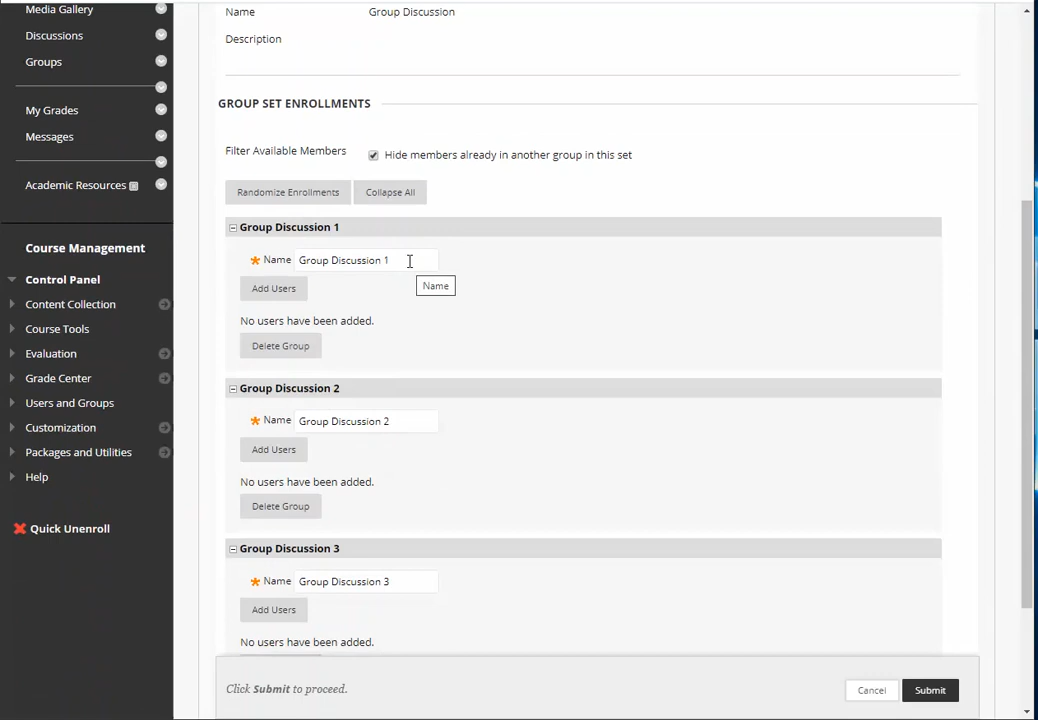 Media Gallery
Discussions
Groups
My Grades
Messages
Academic Resources
Course Management
Control Panel
Content Collection
Course Tools
Evaluation
Grade Center
Users and Groups
Customization
Packages and Utilities
Help
Quick Unenroll
Name Group Discussion
Description
GROUP SET ENROLLMENTS
Filter Available Members Hide members already in another group in this set
Randomize Enrollments Collapse All
Group Discussion 1
Name Group Discussion 1
Name
Add Users
No users have been added.
Delete Group
Group Discussion 2
Name Group Discussion 2
Add Users
No users have been added.
Delete Group
Group Discussion 3
Name Group Discussion 3
Add Users
No users have been added.
Click Submit to proceed.
Cancel Submit